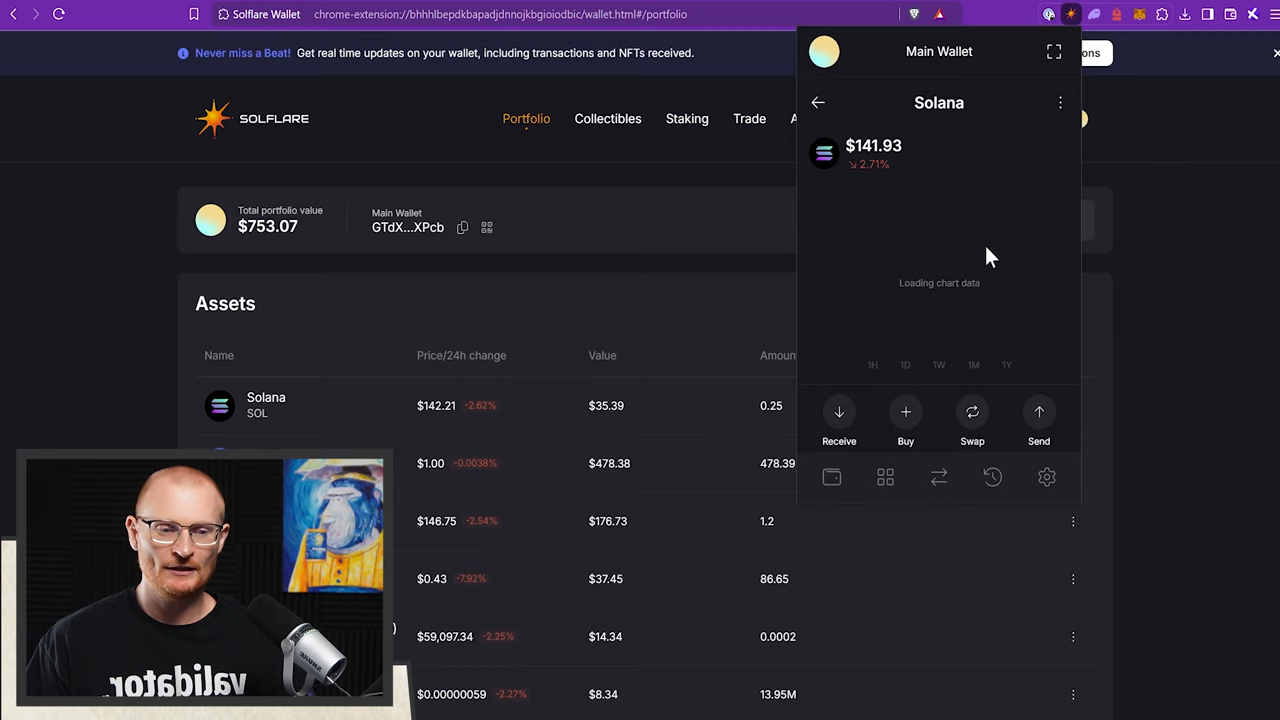 Solflare Wallet chrome-extension://bhhhlbepdkbapadjdnnojkbgioiodbic/wallet.html#/portfolio
Never miss a Beat! Get real time updates on your wallet, including transactions and NFTs received.
ons
SOLFLARE
Portfolio Collectibles Staking Trade A
Total portfolio value
$753.07
Main Wallet
GTdX...XPcb
Assets
Name Price/24h change Value Amoun
Solana
SOL
$142.21 -2.62% $35.39 0.25
$1.00 -0.0038% $478.38 478.39
$146.75 -2.54% $176.73 1.2
$0.43 -7.92% $37.45 86.65
) $59,097.34 -2.25% $14.34 0.0002
$0.00000059 -2.27% $8.34 13.95M
Main Wallet
Solana
$141.93
↘ 2.71%
Loading chart data
1H 1D 1W 1M 1Y
Receive Buy Swap Send
validator.
SHURE